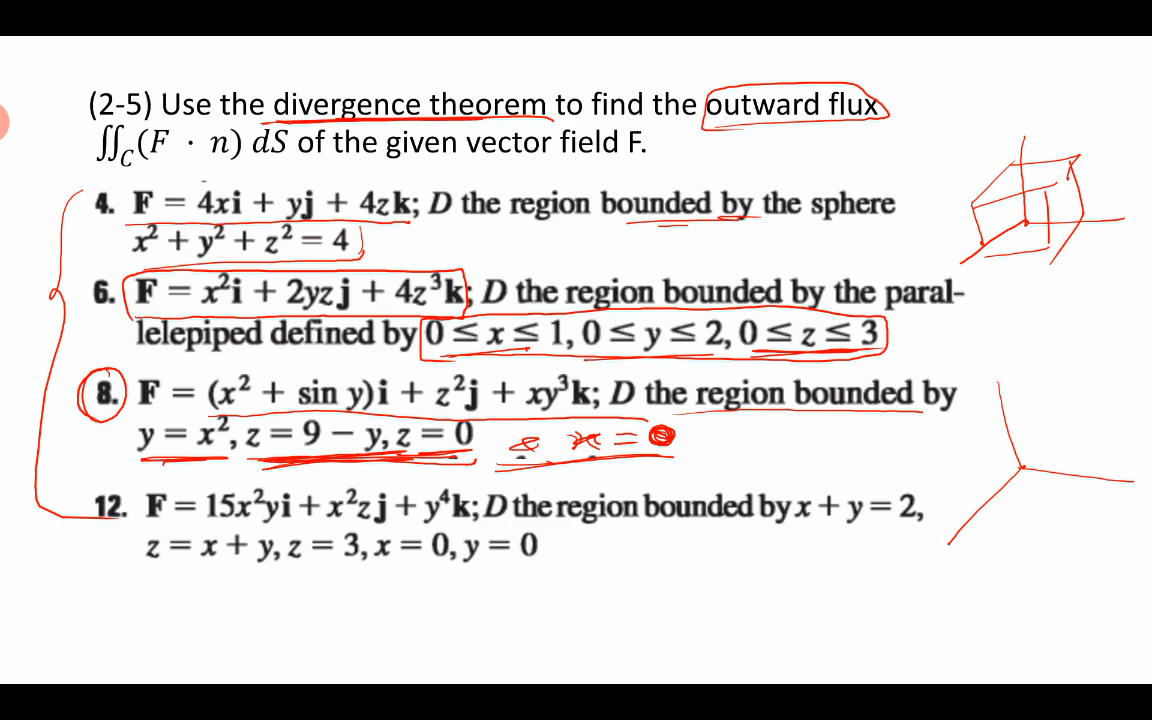 (2-5) Use the divergence theorem to find the outward flux
∬_C(F · n) dS of the given vector field F.
4. F = 4xi + yj + 4zk; D the region bounded by the sphere
x² + y² + z² = 4
6. F = x²i + 2yzj + 4z³k; D the region bounded by the paral-
lelepiped defined by 0 ≤ x ≤ 1, 0 ≤ y ≤ 2, 0 ≤ z ≤ 3
8. F = (x² + sin y)i + z²j + xy³k; D the region bounded by
y = x², z = 9 − y, z = 0 & x =
12. F = 15x²yi + x²zj + y⁴k; D the region bounded by x + y = 2,
z = x + y, z = 3, x = 0, y = 0